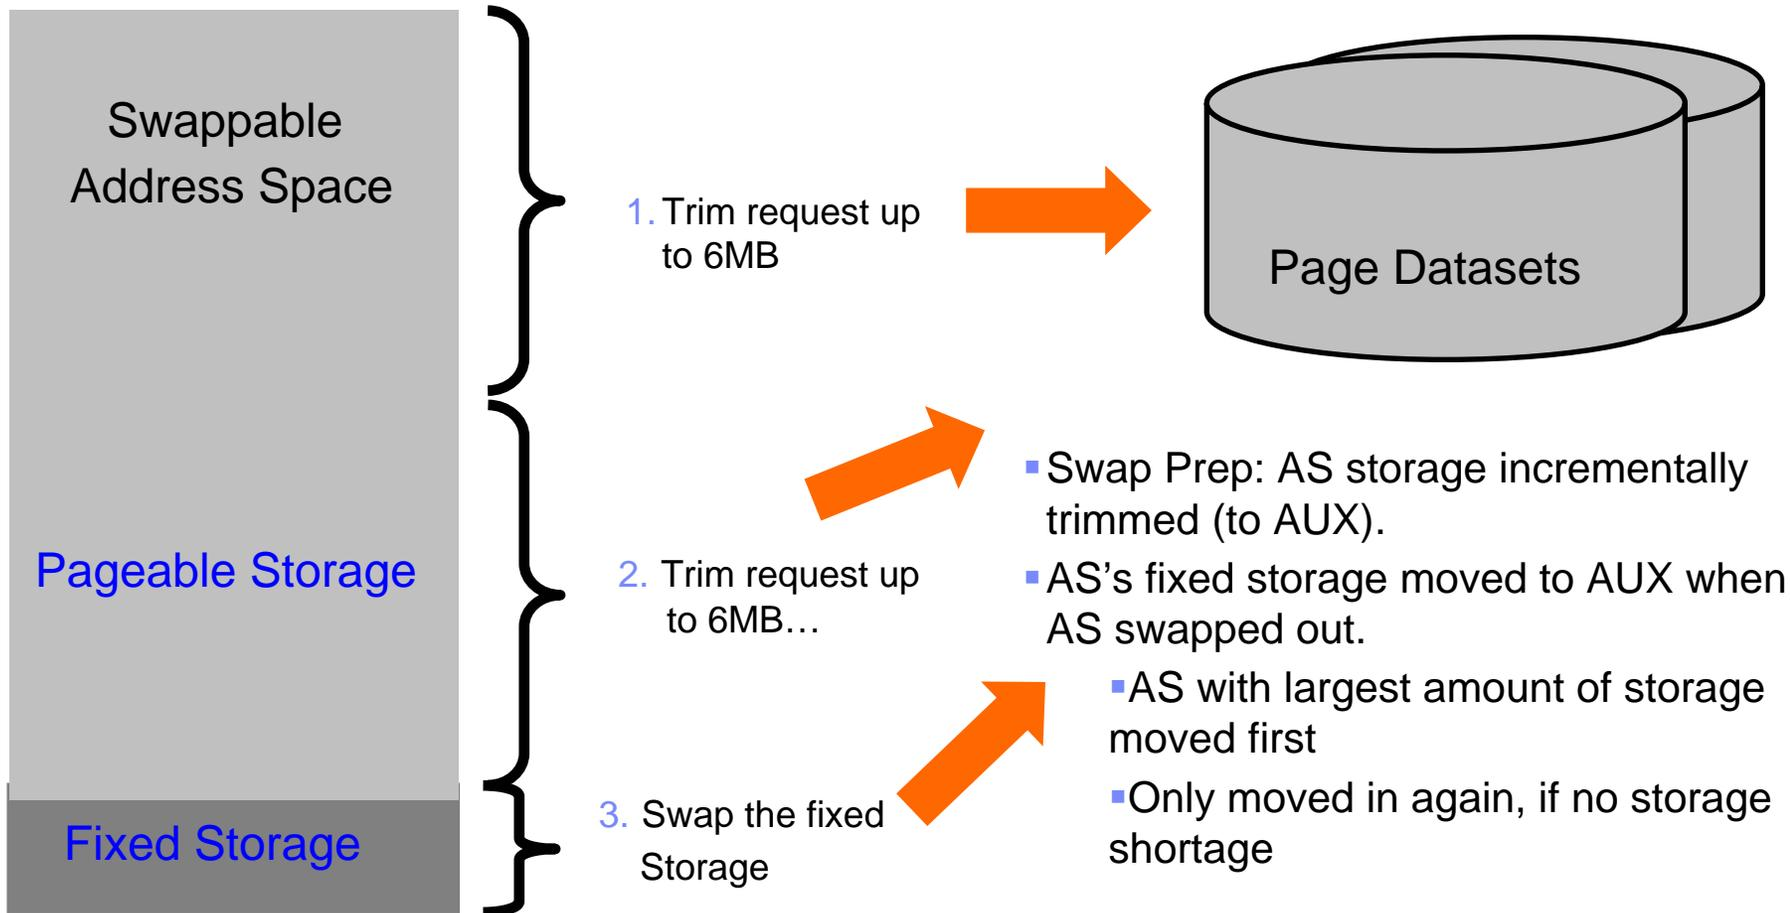 Swappable
Address Space
Pageable Storage
Fixed Storage
1. Trim request up
to 6MB
2. Trim request up
to 6MB…
3. Swap the fixed
Storage
Page Datasets
▪Swap Prep: AS storage incrementally
trimmed (to AUX).
▪AS’s fixed storage moved to AUX when
AS swapped out.
▪AS with largest amount of storage
moved first
▪Only moved in again, if no storage
shortage